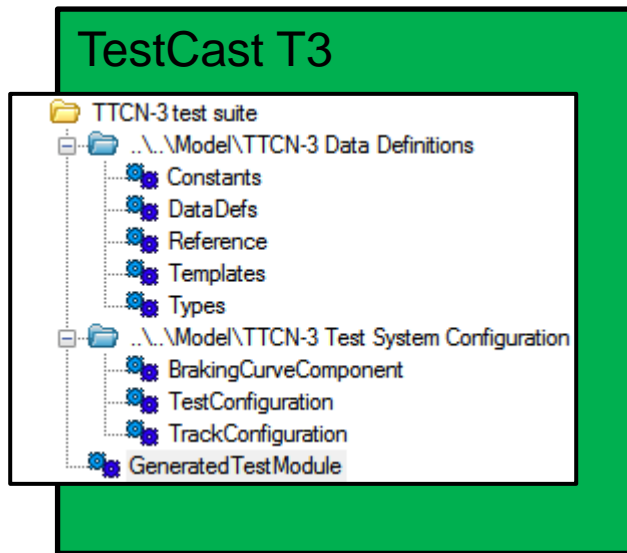 TestCast T3
TTCN-3 test suite
..\..\Model\TTCN-3 Data Definitions
Constants
DataDefs
Reference
Templates
Types
..\..\Model\TTCN-3 Test System Configuration
BrakingCurveComponent
TestConfiguration
TrackConfiguration
GeneratedTestModule